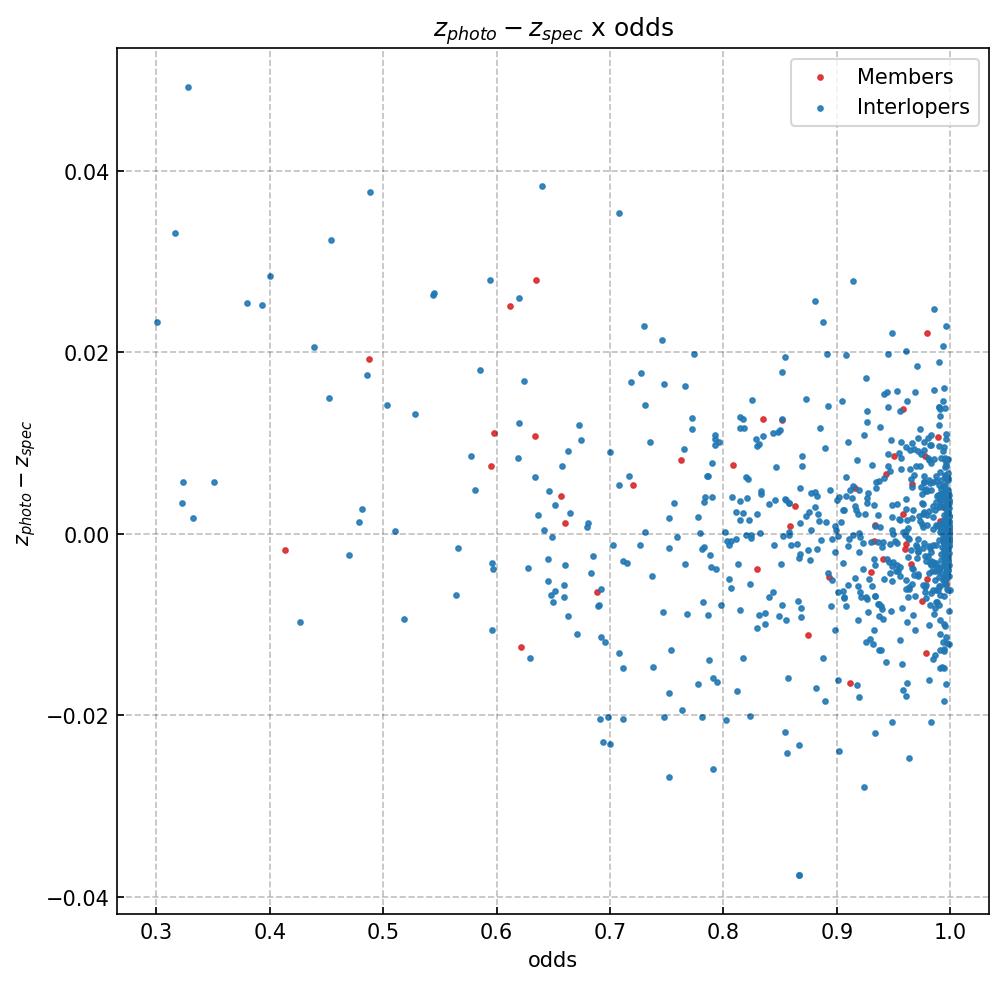 z_photo − z_spec x odds
Members
Interlopers
z_photo − z_spec
0.04
0.02
0.00
−0.02
−0.04
0.3 0.4 0.5 0.6 0.7 0.8 0.9 1.0
odds